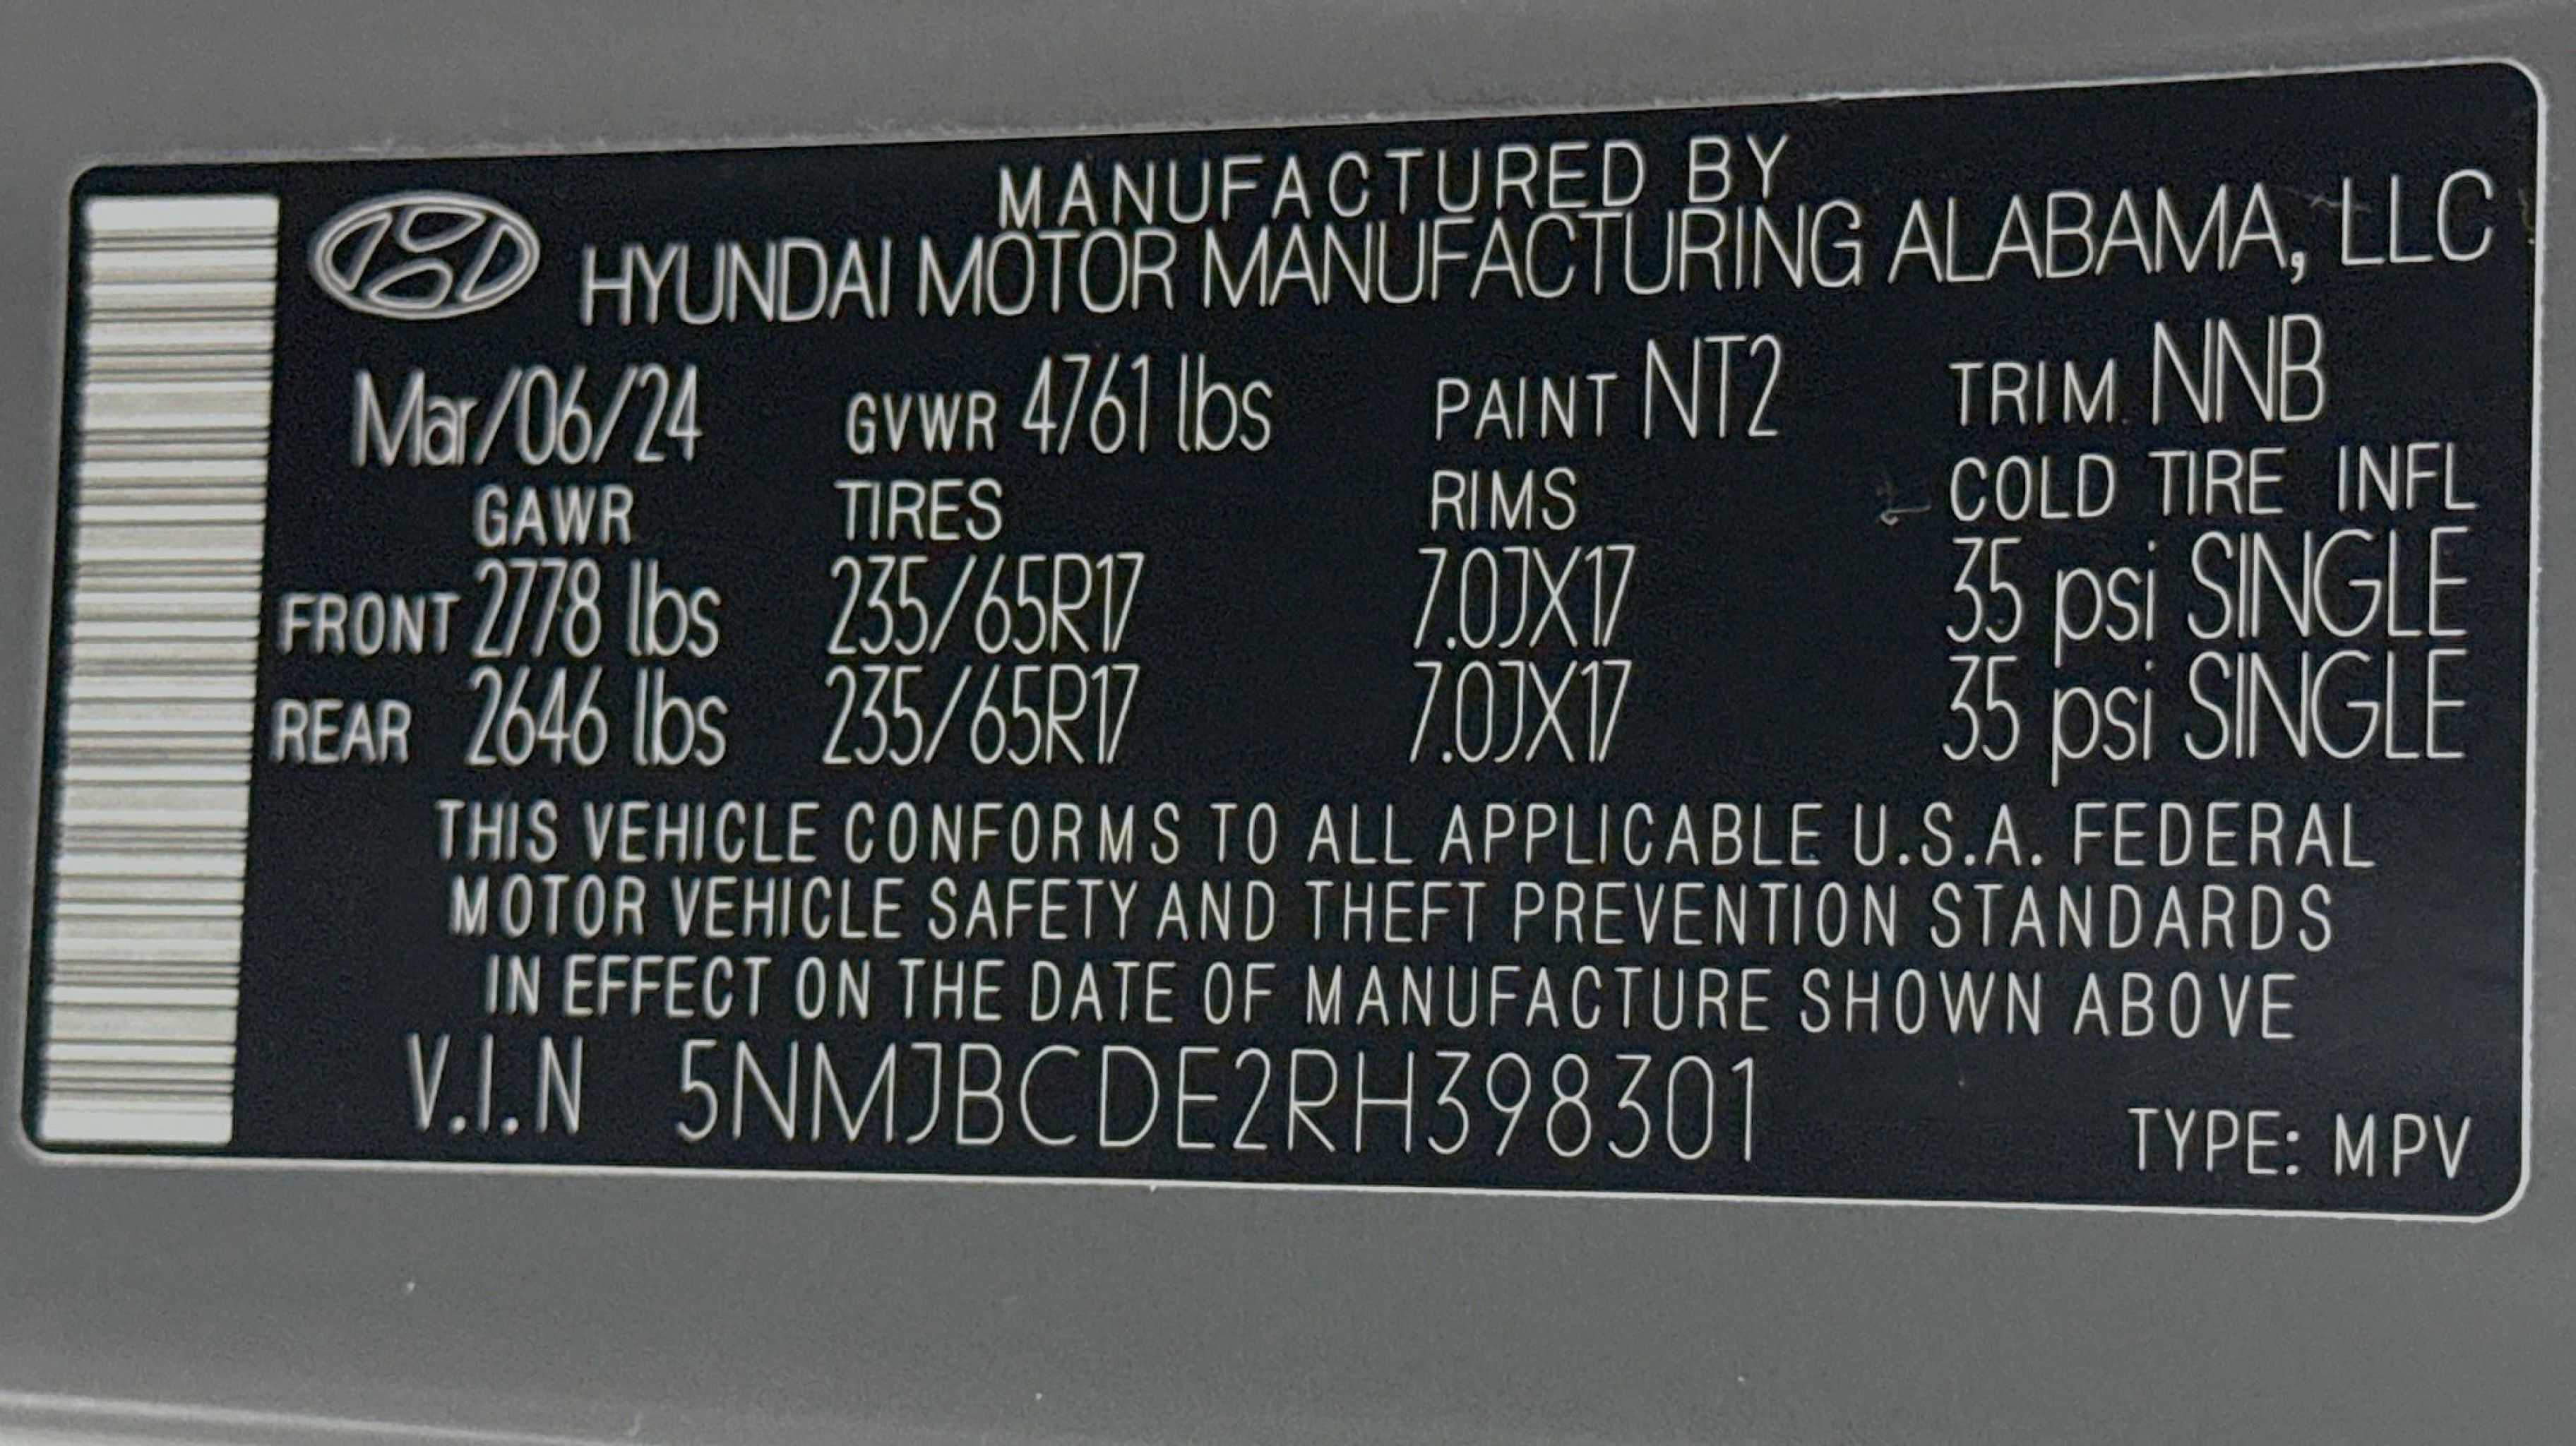 MANUFACTURED BY
HYUNDAI MOTOR MANUFACTURING ALABAMA, LLC
Mar/06/24 GVWR 4761 lbs PAINT NT2 TRIM NNB
GAWR TIRES RIMS COLD TIRE INFL
FRONT 2778 lbs 235/65R17 7.0JX17 35 psi SINGLE
REAR 2646 lbs 235/65R17 7.0JX17 35 psi SINGLE
THIS VEHICLE CONFORMS TO ALL APPLICABLE U.S.A. FEDERAL
MOTOR VEHICLE SAFETY AND THEFT PREVENTION STANDARDS
IN EFFECT ON THE DATE OF MANUFACTURE SHOWN ABOVE
V.I.N 5NMJBCDE2RH398301
TYPE: MPV